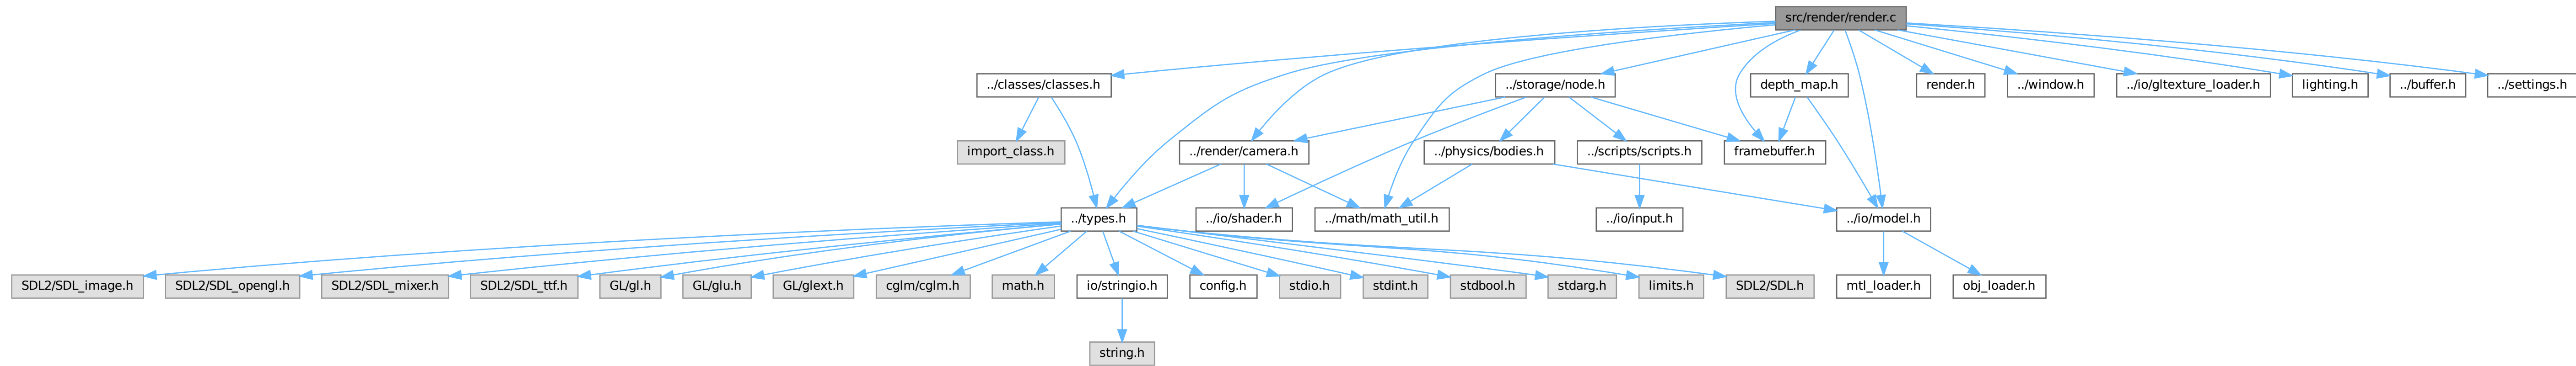 src/render/render.c
../classes/classes.h
../storage/node.h
depth_map.h
render.h
../window.h
../io/gltexture_loader.h
lighting.h
../buffer.h
../settings.h
import_class.h
../render/camera.h
../physics/bodies.h
../scripts/scripts.h
framebuffer.h
../types.h
../io/shader.h
../math/math_util.h
../io/input.h
../io/model.h
SDL2/SDL_image.h
SDL2/SDL_opengl.h
SDL2/SDL_mixer.h
SDL2/SDL_ttf.h
GL/gl.h
GL/glu.h
GL/glext.h
cglm/cglm.h
math.h
io/stringio.h
config.h
stdio.h
stdint.h
stdbool.h
stdarg.h
limits.h
SDL2/SDL.h
mtl_loader.h
obj_loader.h
string.h